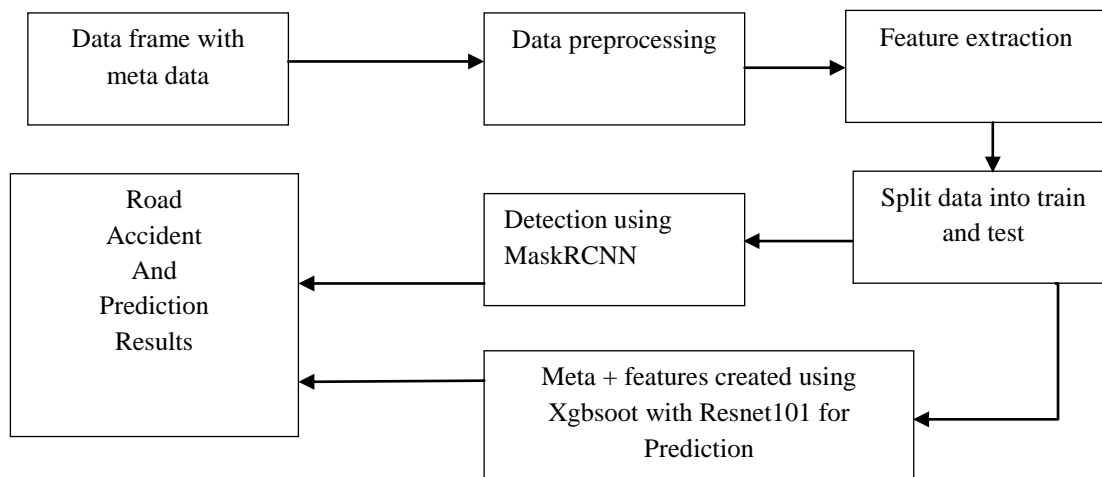 Data frame with
meta data
Data preprocessing
Feature extraction
Split data into train
and test
Detection using
MaskRCNN
Meta + features created using
Xgbsoot with Resnet101 for
Prediction
Road
Accident
And
Prediction
Results